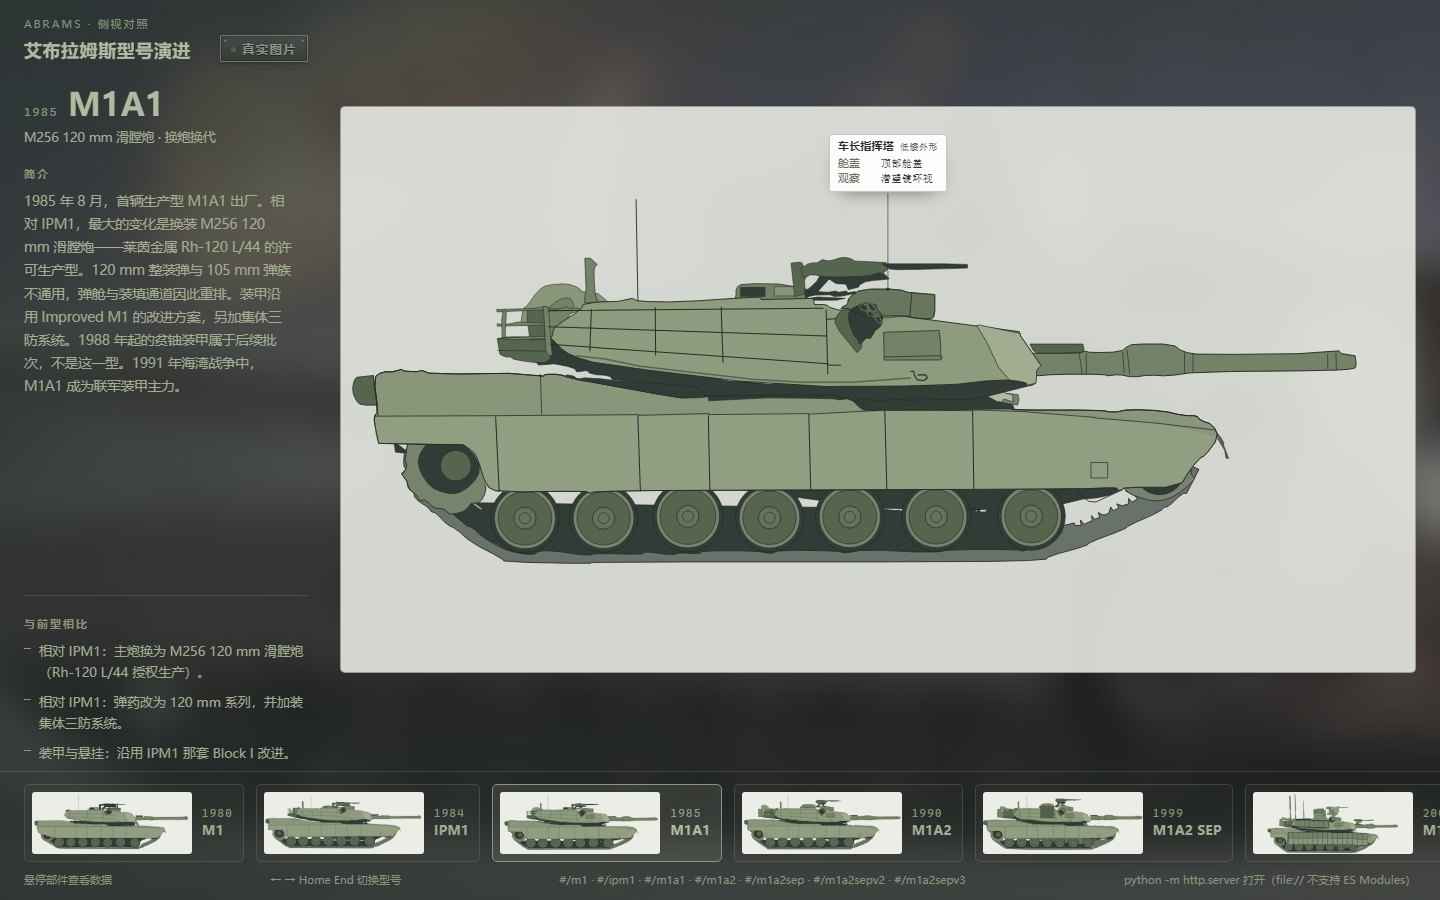 ABRAMS · 侧视对照
艾布拉姆斯型号演进
真实图片
1985 M1A1
M256 120 mm 滑膛炮 · 换炮换代
简介
1985 年 8 月，首辆生产型 M1A1 出厂。相
对 IPM1，最大的变化是换装 M256 120
mm 滑膛炮——莱茵金属 Rh-120 L/44 的许
可生产型。120 mm 整装弹与 105 mm 弹族
不通用，弹舱与装填通道因此重排。装甲沿
用 Improved M1 的改进方案，另加集体三
防系统。1988 年起的贫铀装甲属于后续批
次，不是这一型。1991 年海湾战争中，
M1A1 成为联军装甲主力。
车长指挥塔 低矮外形
舱盖 顶部舱盖
观察 潜望镜环视
与前型相比
– 相对 IPM1：主炮换为 M256 120 mm 滑膛炮
（Rh-120 L/44 授权生产）。
– 相对 IPM1：弹药改为 120 mm 系列，并加装
集体三防系统。
– 装甲与悬挂：沿用 IPM1 那套 Block I 改进。
1980
M1
1984
IPM1
1985
M1A1
1990
M1A2
1999
M1A2 SEP
悬停部件查看数据
← → Home End 切换型号
#/m1 · #/ipm1 · #/m1a1 · #/m1a2 · #/m1a2sep · #/m1a2sepv2 · #/m1a2sepv3
python -m http.server 打开（file:// 不支持 ES Modules）